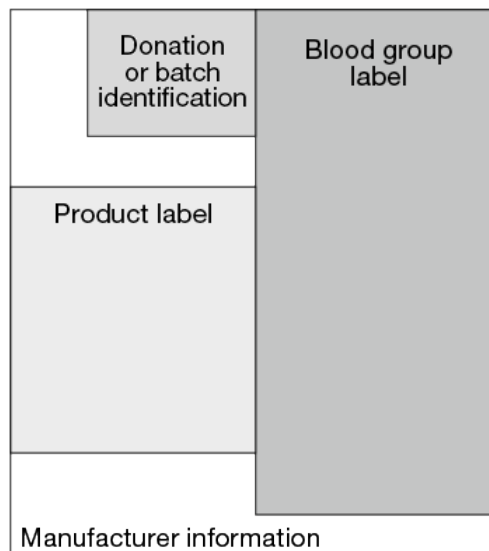 Donation
or batch
identification
Blood group
label
Product label
Manufacturer information